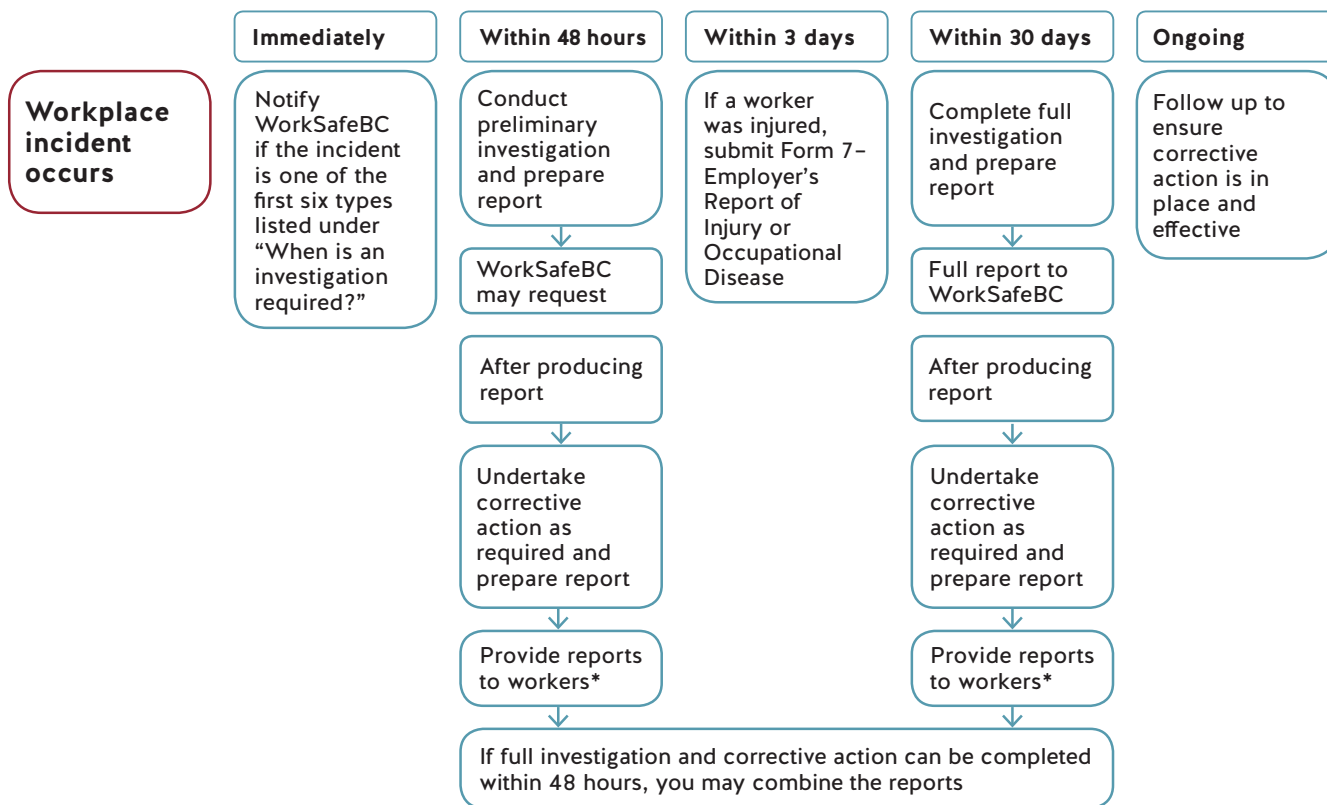 Immediately
Within 48 hours
Within 3 days
Within 30 days
Ongoing
Workplace
incident
occurs
Notify
WorkSafeBC
if the incident
is one of the
first six types
listed under
“When is an
investigation
required?”
Conduct
preliminary
investigation
and prepare
report
WorkSafeBC
may request
After producing
report
Undertake
corrective
action as
required and
prepare report
Provide reports
to workers*
If a worker
was injured,
submit Form 7–
Employer’s
Report of
Injury or
Occupational
Disease
Complete full
investigation
and prepare
report
Full report to
WorkSafeBC
After producing
report
Undertake
corrective
action as
required and
prepare report
Provide reports
to workers*
Follow up to
ensure
corrective
action is in
place and
effective
If full investigation and corrective action can be completed
within 48 hours, you may combine the reports